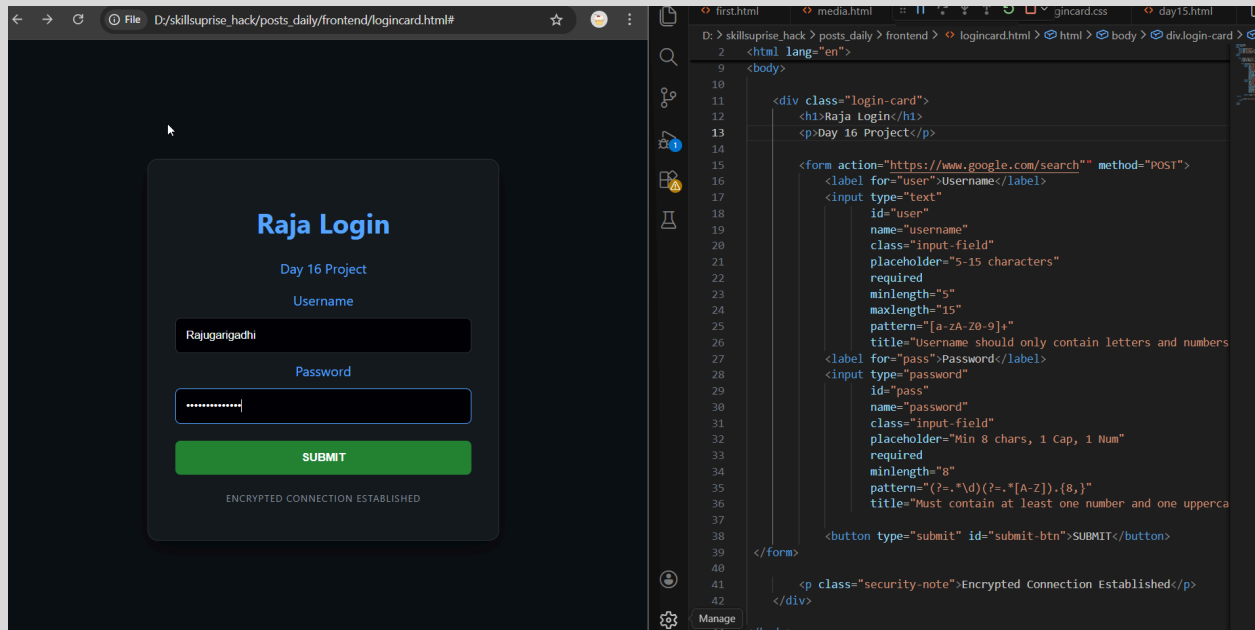 File D:/skillsuprise_hack/posts_daily/frontend/logincard.html#
Raja Login
Day 16 Project
Username
Rajugarigadhi
Password
••••••••••••••
SUBMIT
ENCRYPTED CONNECTION ESTABLISHED
first.html media.html gincard.css day15.html
D: > skillsuprise_hack > posts_daily > frontend > logincard.html > html > body > div.login-card >
2 <html lang="en">
9 <body>
10
11 <div class="login-card">
12 <h1>Raja Login</h1>
13 <p>Day 16 Project</p>
14
15 <form action="https://www.google.com/search"" method="POST">
16 <label for="user">Username</label>
17 <input type="text"
18 id="user"
19 name="username"
20 class="input-field"
21 placeholder="5-15 characters"
22 required
23 minlength="5"
24 maxlength="15"
25 pattern="[a-zA-Z0-9]+"
26 title="Username should only contain letters and numbers
27 <label for="pass">Password</label>
28 <input type="password"
29 id="pass"
30 name="password"
31 class="input-field"
32 placeholder="Min 8 chars, 1 Cap, 1 Num"
33 required
34 minlength="8"
35 pattern="(?=.*\d)(?=.*[A-Z]).{8,}"
36 title="Must contain at least one number and one upperca
37
38 <button type="submit" id="submit-btn">SUBMIT</button>
39 </form>
40
41 <p class="security-note">Encrypted Connection Established</p>
42 </div>
1
Manage